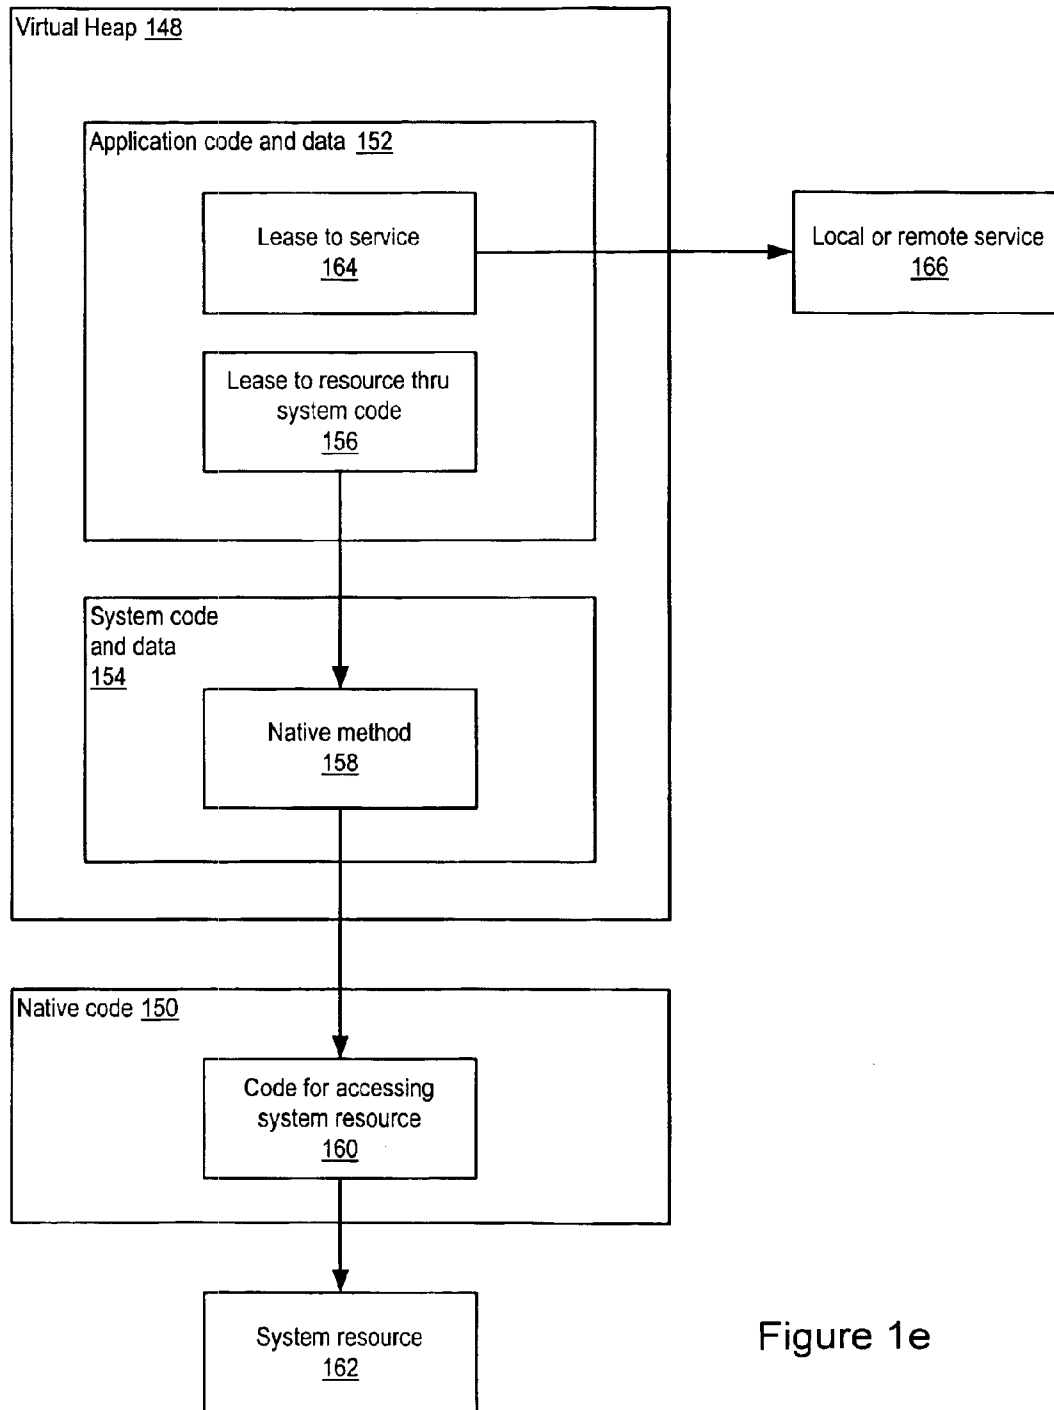 Virtual Heap 148
Application code and data 152
Lease to service
164
Local or remote service
166
Lease to resource thru
system code
156
System code
and data
154
Native method
158
Native code 150
Code for accessing
system resource
160
System resource
162
Figure 1e